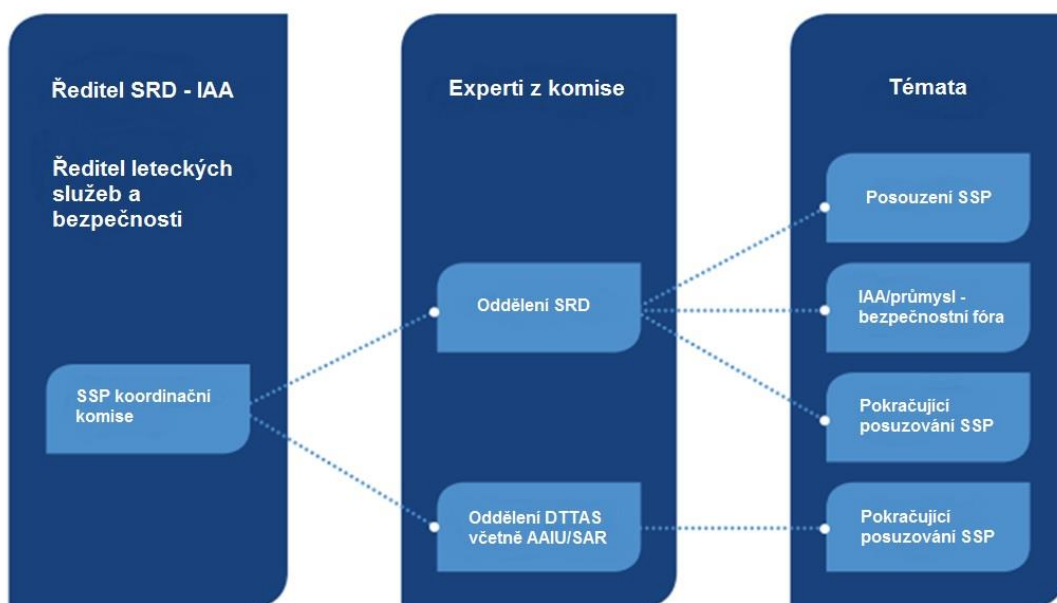 Ředitel SRD - IAA
Ředitel leteckých
služeb a
bezpečnosti
SSP koordinační
komise
Experti z komise
Oddělení SRD
Oddělení DTTAS
včetně AAIU/SAR
Témata
Posouzení SSP
IAA/průmysl -
bezpečnostní fóra
Pokračující
posuzování SSP
Pokračující
posuzování SSP